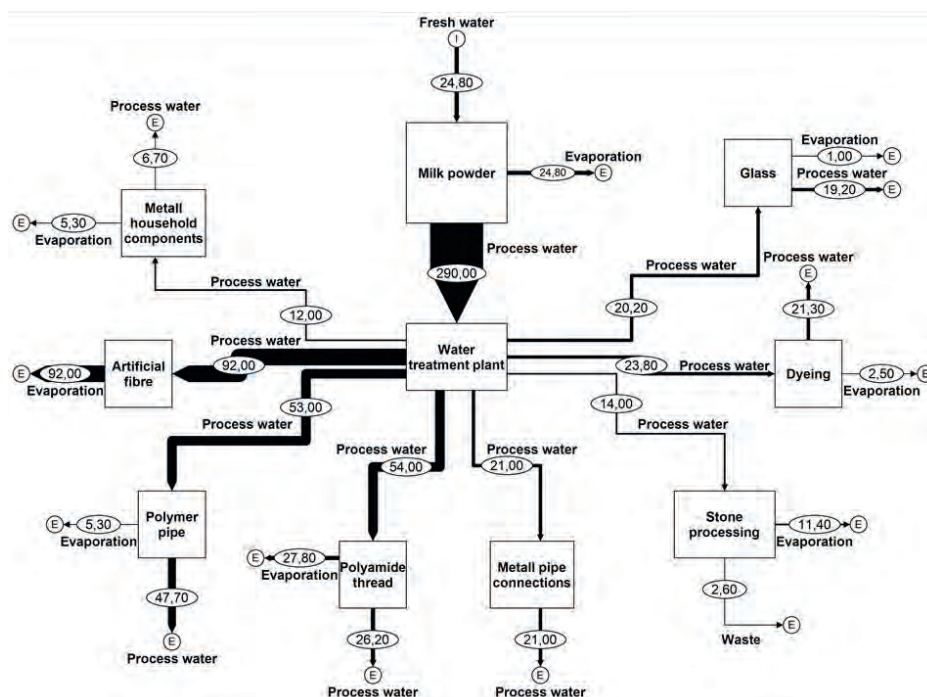 Fresh water
I
24,80
Process water
E
6,70
Metall
household
components
5,30
E
Evaporation
Milk powder
24,80
Evaporation
E
Process water
290,00
Glass
Evaporation
1,00
E
Process water
19,20
E
Process water
20,20
Process water
12,00
Water
treatment plant
Process water
92,00
Artificial
fibre
92,00
E
Evaporation
23,80
Process water
Dyeing
Process water
E
21,30
2,50
E
Evaporation
53,00
Process water
Polymer
pipe
5,30
E
Evaporation
47,70
E
Process water
Process water
54,00
Polyamide
thread
27,80
E
Evaporation
26,20
E
Process water
Process water
21,00
Metall pipe
connections
21,00
E
Process water
14,00
Process water
Stone
processing
11,40
E
Evaporation
2,60
E
Waste